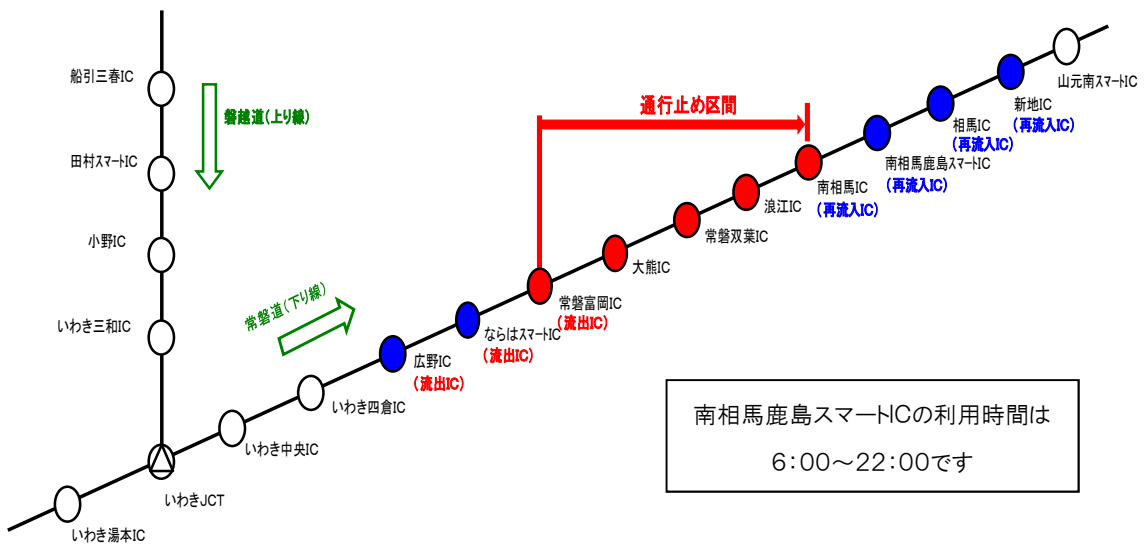 船引三春IC
磐越道(上り線)
田村スマートIC
小野IC
いわき三和IC
常磐道(下り線)
通行止め区間
山元南スマートIC
新地IC
(再流入IC)
相馬IC
(再流入IC)
南相馬鹿島スマートIC
(再流入IC)
南相馬IC
(再流入IC)
浪江IC
常磐双葉IC
大熊IC
常磐富岡IC
(流出IC)
ならはスマートIC
(流出IC)
広野IC
(流出IC)
いわき四倉IC
いわき中央IC
いわきJCT
いわき湯本IC
南相馬鹿島スマートICの利用時間は
6:00~22:00です